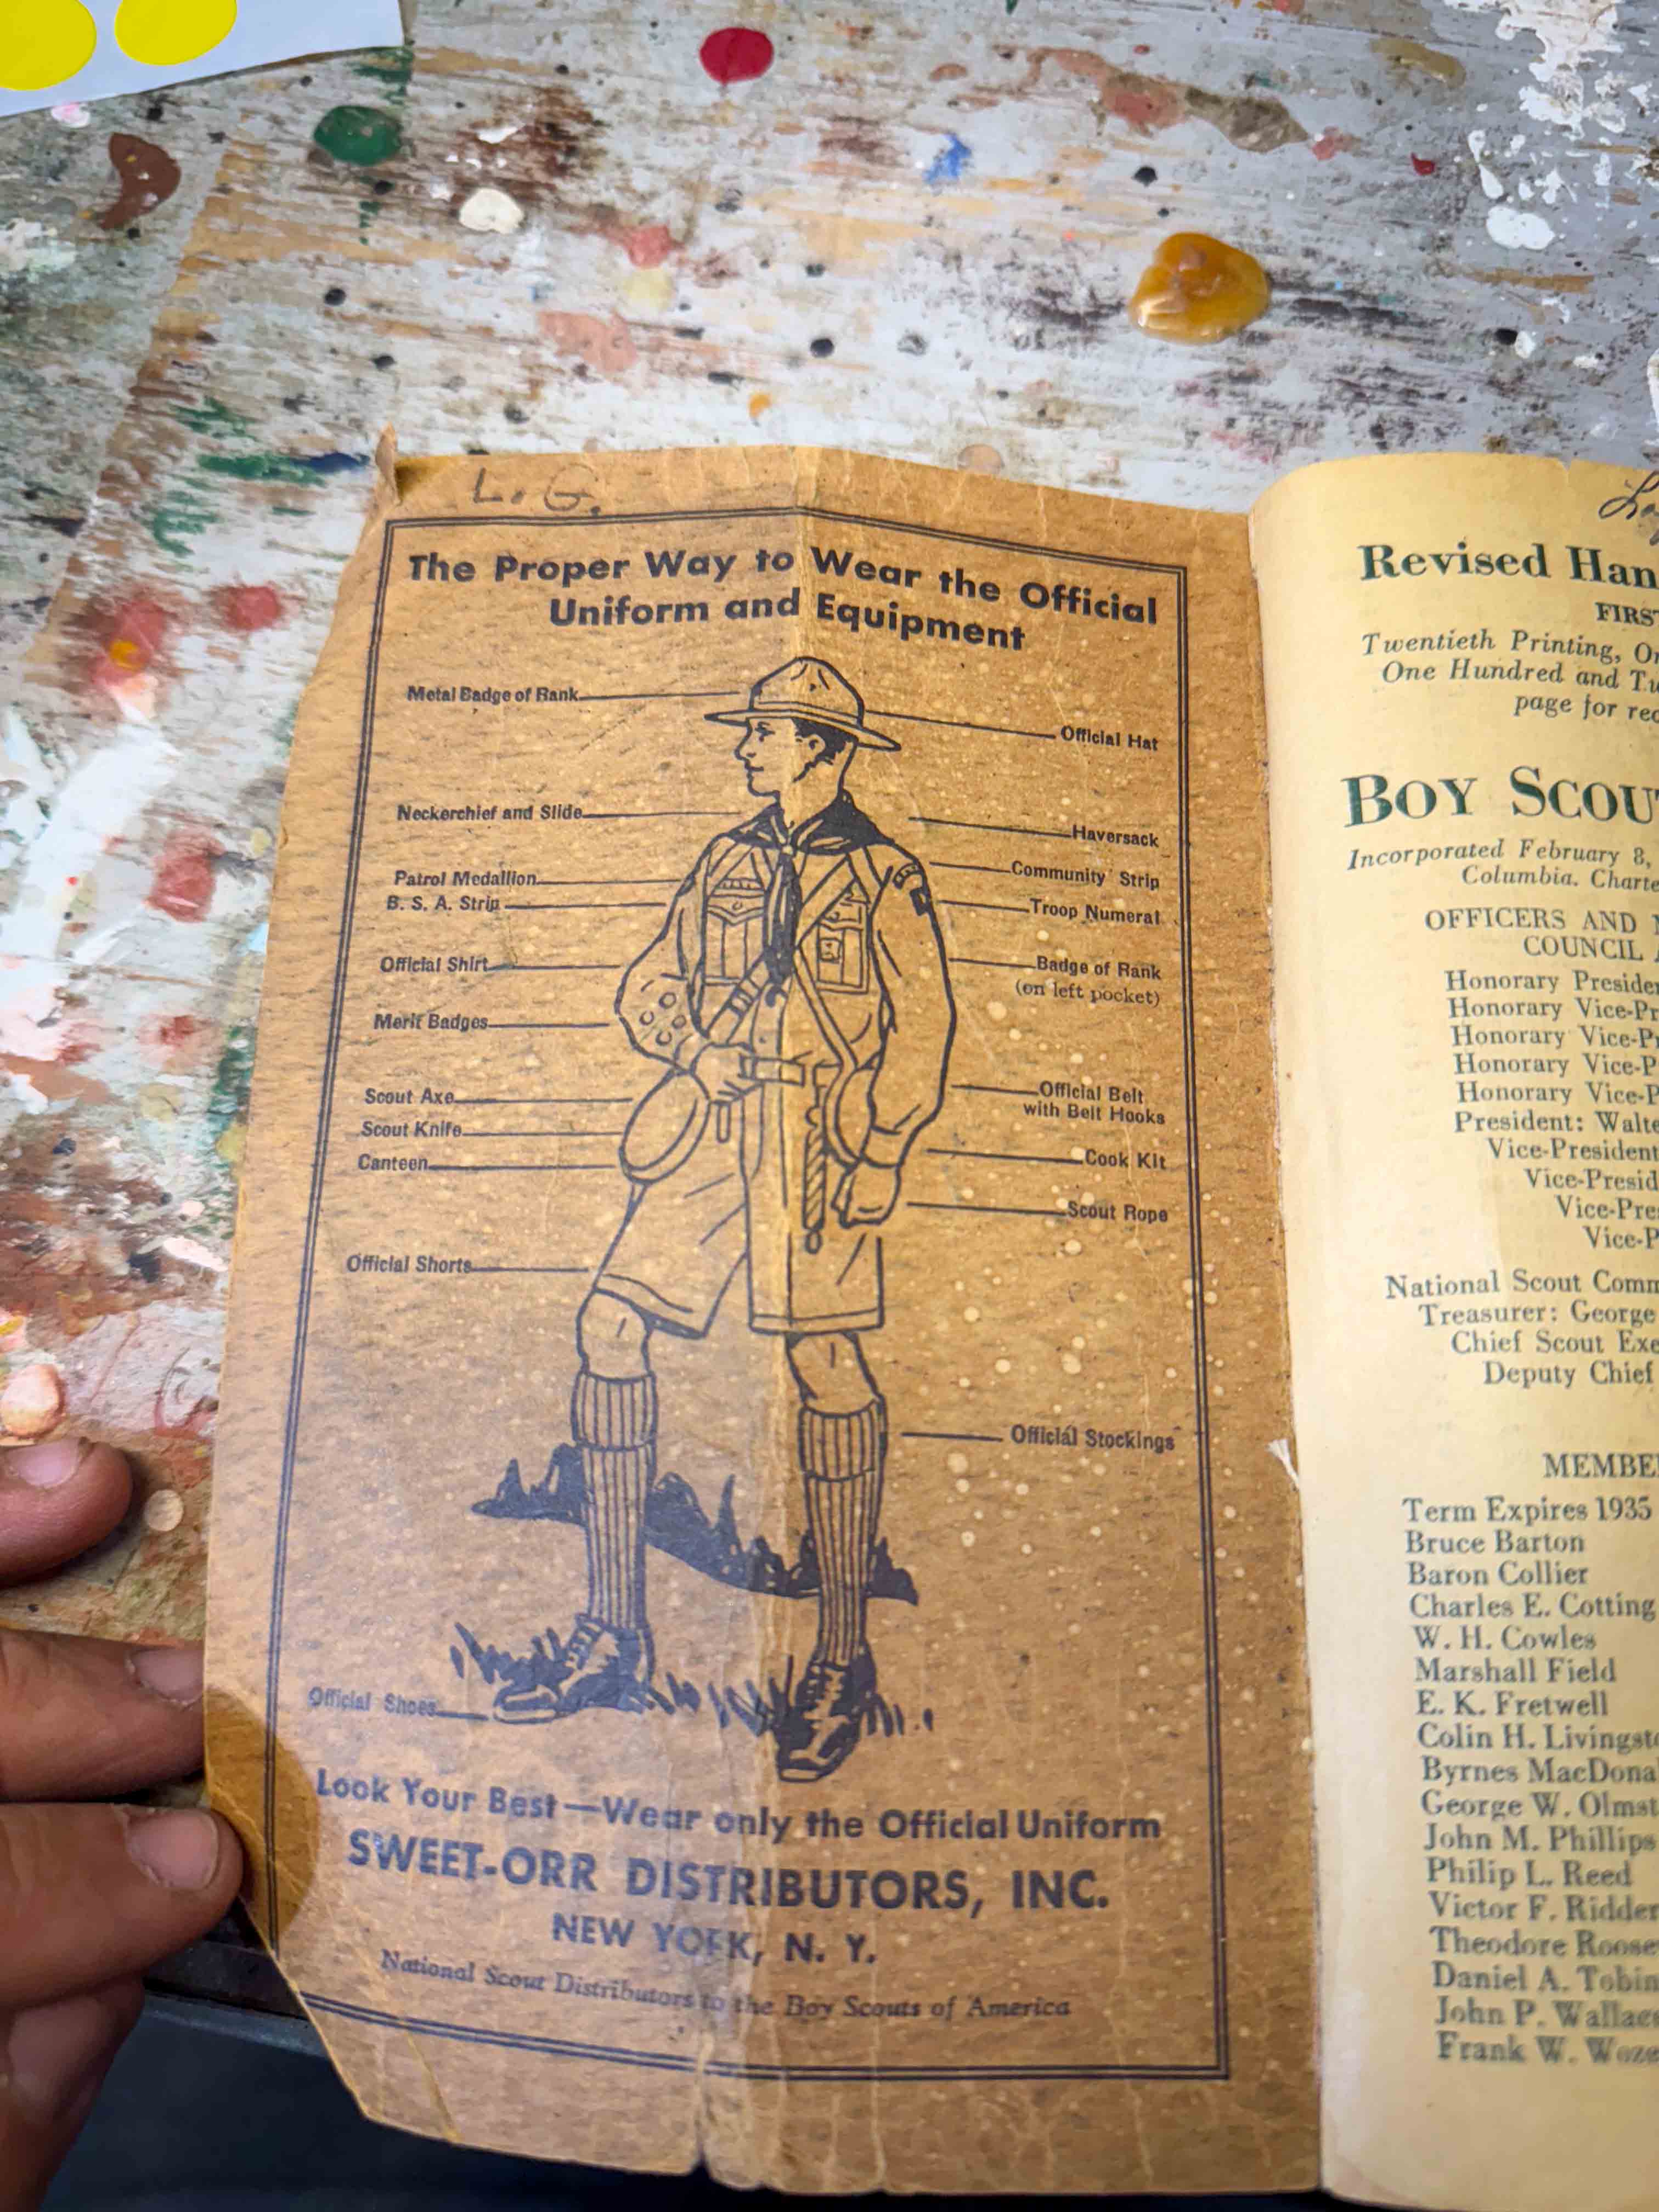 L. G.
The Proper Way to Wear the Official
Uniform and Equipment
Metal Badge of Rank
Official Hat
Neckerchief and Slide
Haversack
Patrol Medallion
Community Strip
B. S. A. Strip
Troop Numeral
Official Shirt
Badge of Rank
(on left pocket)
Merit Badges
Scout Axe
Official Belt
with Belt Hooks
Scout Knife
Canteen
Cook Kit
Scout Rope
Official Shorts
Official Stockings
Official Shoes
Look Your Best—Wear only the Official Uniform
SWEET-ORR DISTRIBUTORS, INC.
NEW YORK, N. Y.
National Scout Distributors to the Boy Scouts of America
Revised Han
FIRS
Twentieth Printing, O
One Hundred and Tw
page for rec
BOY SCOU
Incorporated February 8,
Columbia. Charte
OFFICERS AND
COUNCIL
Honorary Preside
Honorary Vice-Pr
Honorary Vice-P
Honorary Vice-P
Honorary Vice-P
President: Walte
Vice-President
Vice-Presid
Vice-Pre
Vice-P
National Scout Comm
Treasurer: George
Chief Scout Exe
Deputy Chief
MEMBE
Term Expires 1935
Bruce Barton
Baron Collier
Charles E. Cotting
W. H. Cowles
Marshall Field
E. K. Fretwell
Colin H. Livingst
Byrnes MacDona
George W. Olmst
John M. Phillips
Philip L. Reed
Victor F. Ridder
Theodore Roose
Daniel A. Tobin
John P. Wallac
Frank W. Woze